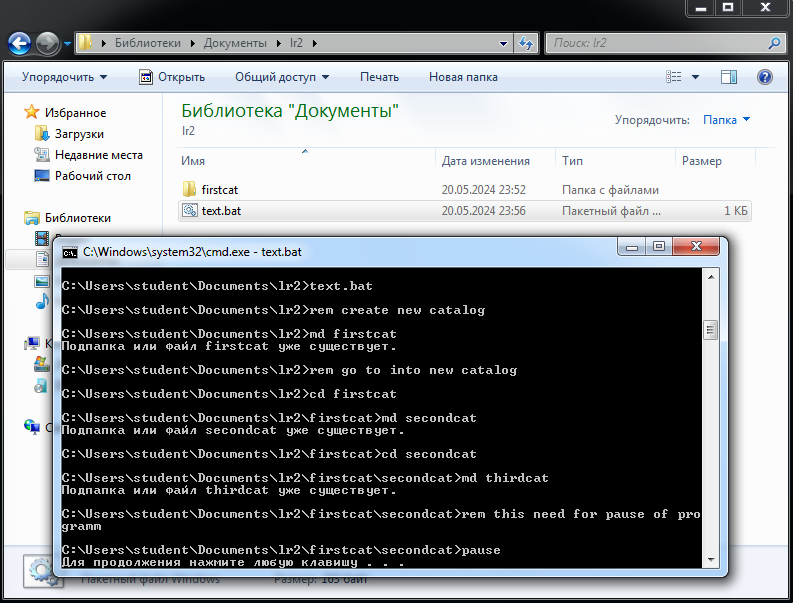 Библиотеки ▸ Документы ▸ lr2 ▸
Поиск: lr2
Упорядочить
Открыть
Общий доступ
Печать
Новая папка
Избранное
Загрузки
Недавние места
Рабочий стол
Библиотеки
Библиотека "Документы"
lr2
Упорядочить: Папка
Имя
Дата изменения
Тип
Размер
firstcat
20.05.2024 23:52
Папка с файлами
text.bat
20.05.2024 23:56
Пакетный файл ...
1 КБ
C:\Windows\system32\cmd.exe - text.bat
C:\Users\student\Documents\lr2>text.bat
C:\Users\student\Documents\lr2>rem create new catalog
C:\Users\student\Documents\lr2>md firstcat
Подпапка или файл firstcat уже существует.
C:\Users\student\Documents\lr2>rem go to into new catalog
C:\Users\student\Documents\lr2>cd firstcat
C:\Users\student\Documents\lr2\firstcat>md secondcat
Подпапка или файл secondcat уже существует.
C:\Users\student\Documents\lr2\firstcat>cd secondcat
C:\Users\student\Documents\lr2\firstcat\secondcat>md thirdcat
Подпапка или файл thirdcat уже существует.
C:\Users\student\Documents\lr2\firstcat\secondcat>rem this need for pause of pro
gramm
C:\Users\student\Documents\lr2\firstcat\secondcat>pause
Для продолжения нажмите любую клавишу . . .
Пакетный файл Windows
Размер: 165 байт